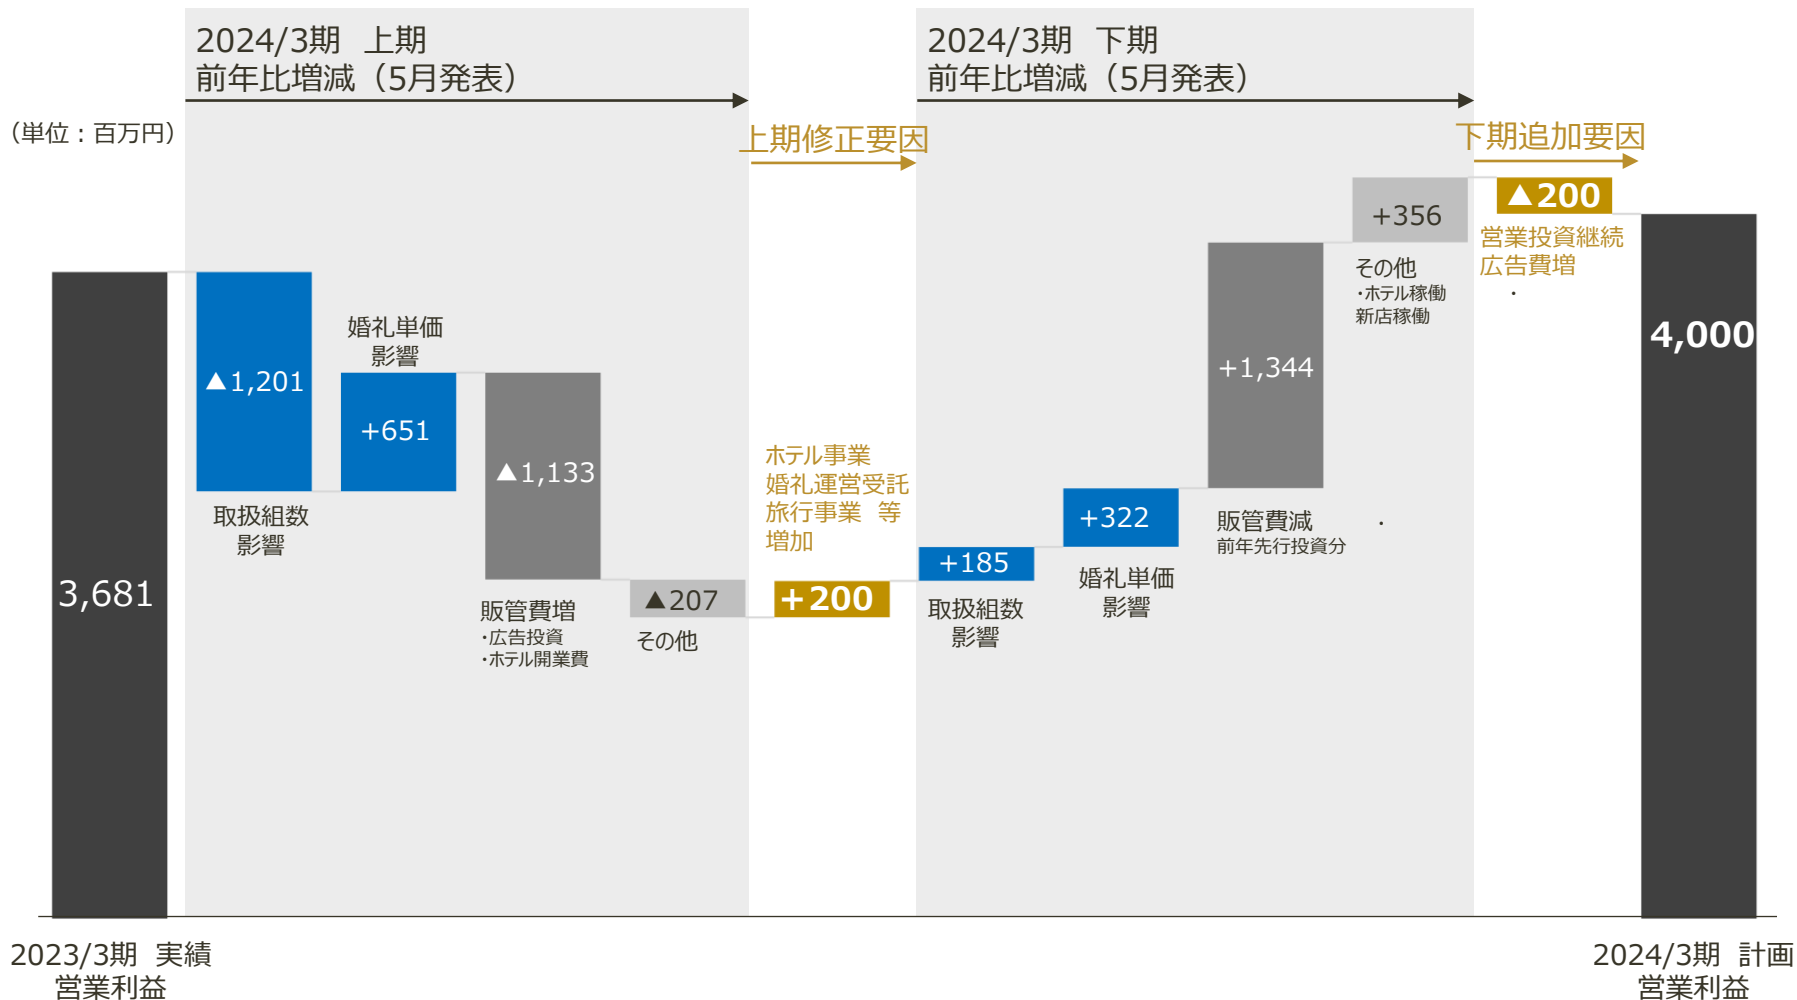 2024/3期 上期
前年比増減（5月発表）
2024/3期 下期
前年比増減（5月発表）
（単位：百万円）
上期修正要因
下期追加要因
3,681
▲1,201
取扱組数
影響
婚礼単価
影響
+651
▲1,133
販管費増
・広告投資
・ホテル開業費
▲207
その他
ホテル事業
婚礼運営受託
旅行事業 等
増加
+200
+185
取扱組数
影響
+322
婚礼単価
影響
+1,344
販管費減
前年先行投資分
・
+356
その他
・ホテル稼働
新店稼働
▲200
営業投資継続
広告費増
・
4,000
2023/3期 実績
営業利益
2024/3期 計画
営業利益